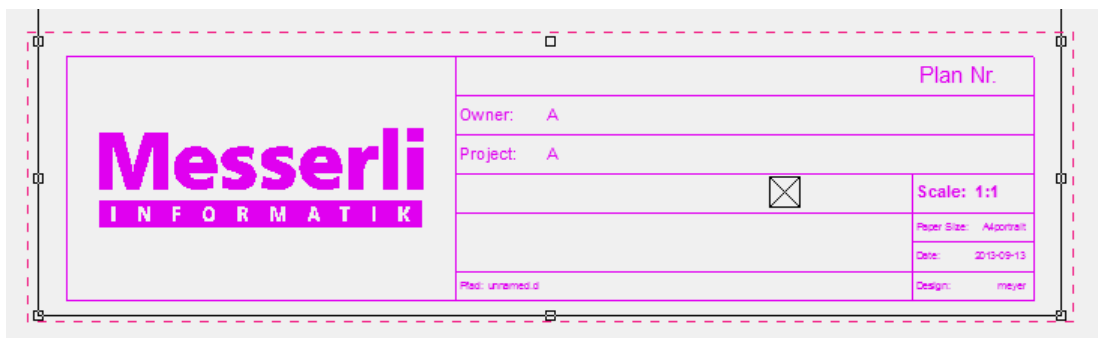 Messerli
INFORMATIK
Plan Nr.
Owner: A
Project: A
Scale: 1:1
Paper Size: A4portrait
Date: 2013-09-13
Pfad: unnamed.d
Design: meyer